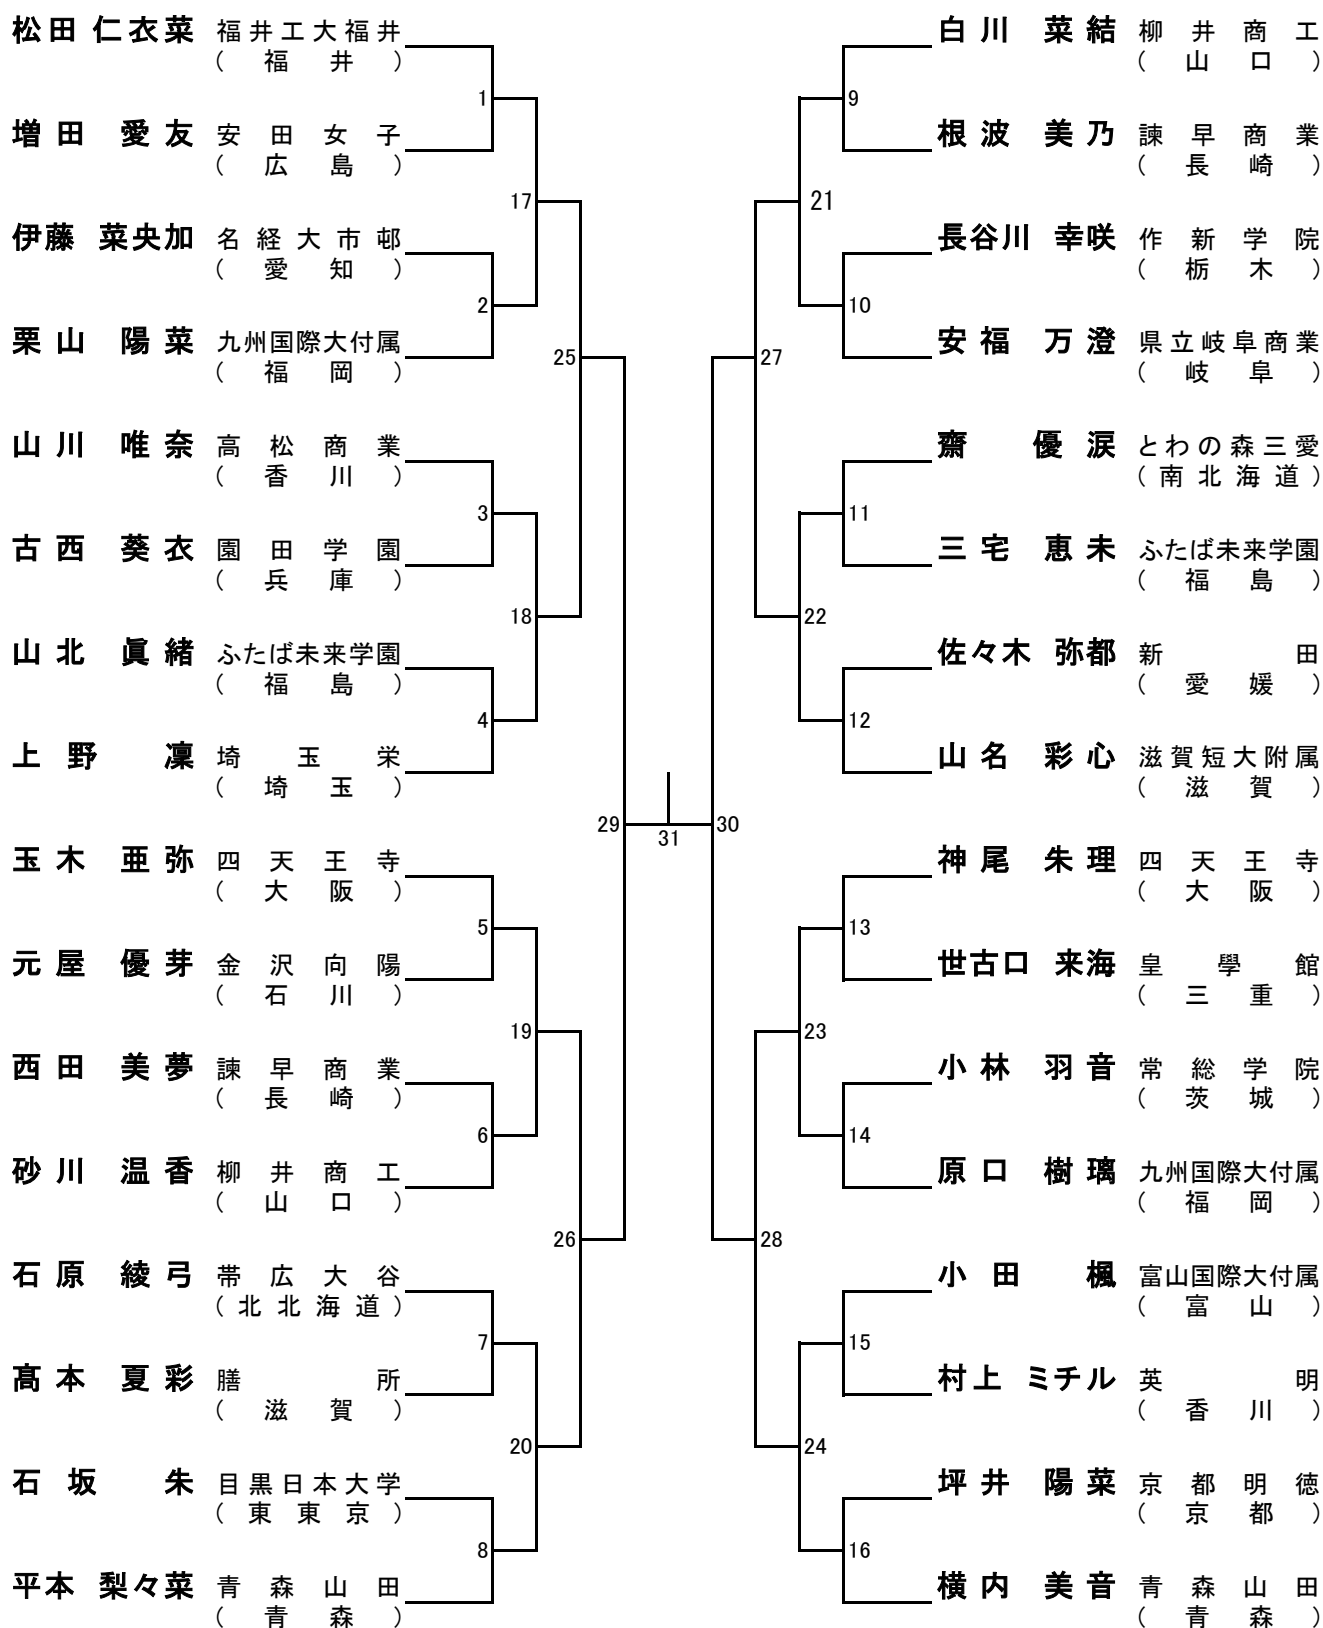 松田 仁衣菜 福井工大福井
(福井)
1
増田 愛友 安田女子
(広島)
17
伊藤 菜央加 名経大市邨
(愛知)
2
栗山 陽菜 九州国際大付属
(福岡)
25
山川 唯奈 高松商業
(香川)
3
古西 葵衣 園田学園
(兵庫)
18
山北 眞緒 ふたば未来学園
(福島)
4
上野 凜 埼玉栄
(埼玉)
29
玉木 亜弥 四天王寺
(大阪)
5
元屋 優芽 金沢向陽
(石川)
19
西田 美夢 諫早商業
(長崎)
6
砂川 温香 柳井商工
(山口)
26
石原 綾弓 帯広大谷
(北北海道)
7
髙本 夏彩 膳所
(滋賀)
20
石坂 朱 目黒日本大学
(東東京)
8
平本 梨々菜 青森山田
(青森)
31
白川 菜結 柳井商工
(山口)
9
根波 美乃 諫早商業
(長崎)
21
長谷川 幸咲 作新学院
(栃木)
10
安福 万澄 県立岐阜商業
(岐阜)
27
齋 優涙 とわの森三愛
(南北海道)
11
三宅 恵未 ふたば未来学園
(福島)
22
佐々木 弥都 新田
(愛媛)
12
山名 彩心 滋賀短大附属
(滋賀)
30
神尾 朱理 四天王寺
(大阪)
13
世古口 来海 皇學館
(三重)
23
小林 羽音 常総学院
(茨城)
14
原口 樹璃 九州国際大付属
(福岡)
28
小田 楓 富山国際大付属
(富山)
15
村上 ミチル 英明
(香川)
24
坪井 陽菜 京都明徳
(京都)
16
横内 美音 青森山田
(青森)